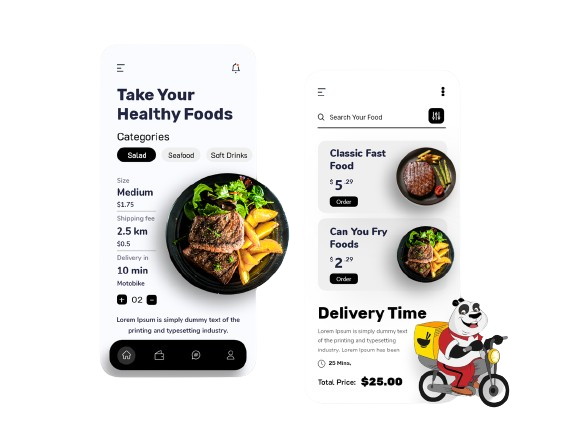 Take Your
Healthy Foods
Categories
Salad
Seafood
Soft Drinks
Size
Medium
$1.75
Shipping fee
2.5 km
$0.5
Delivery in
10 min
Motobike
02
Lorem Ipsum is simply dummy text of the
printing and typesetting industry.
Search Your Food
Classic Fast
Food
$ 5 .29
Order
Can You Fry
Foods
$ 2 .29
Order
Delivery Time
Lorem Ipsum is simply dummy text
of the printing and typesetting
industry. Lorem Ipsum has been
25 Mins,
Total Price: $25.00